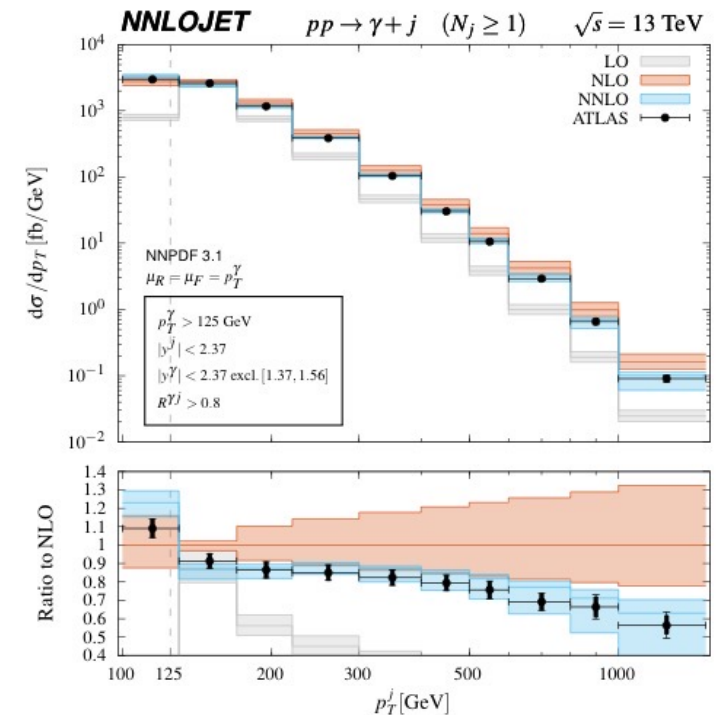 NNLOJET pp → γ + j (N_j ≥ 1) √s = 13 TeV
10^4
10^3
10^2
10^1
10^0
10^−1
10^−2
dσ/dp_T [fb/GeV]
LO
NLO
NNLO
ATLAS
NNPDF 3.1
μ_R = μ_F = p_T^γ
p_T^γ > 125 GeV
|y^j| < 2.37
|y^γ| < 2.37 excl. [1.37, 1.56]
R^γj > 0.8
1.4
1.3
1.2
1.1
1
0.9
0.8
0.7
0.6
0.5
0.4
Ratio to NLO
100 125 200 300 500 1000
p_T^j [GeV]